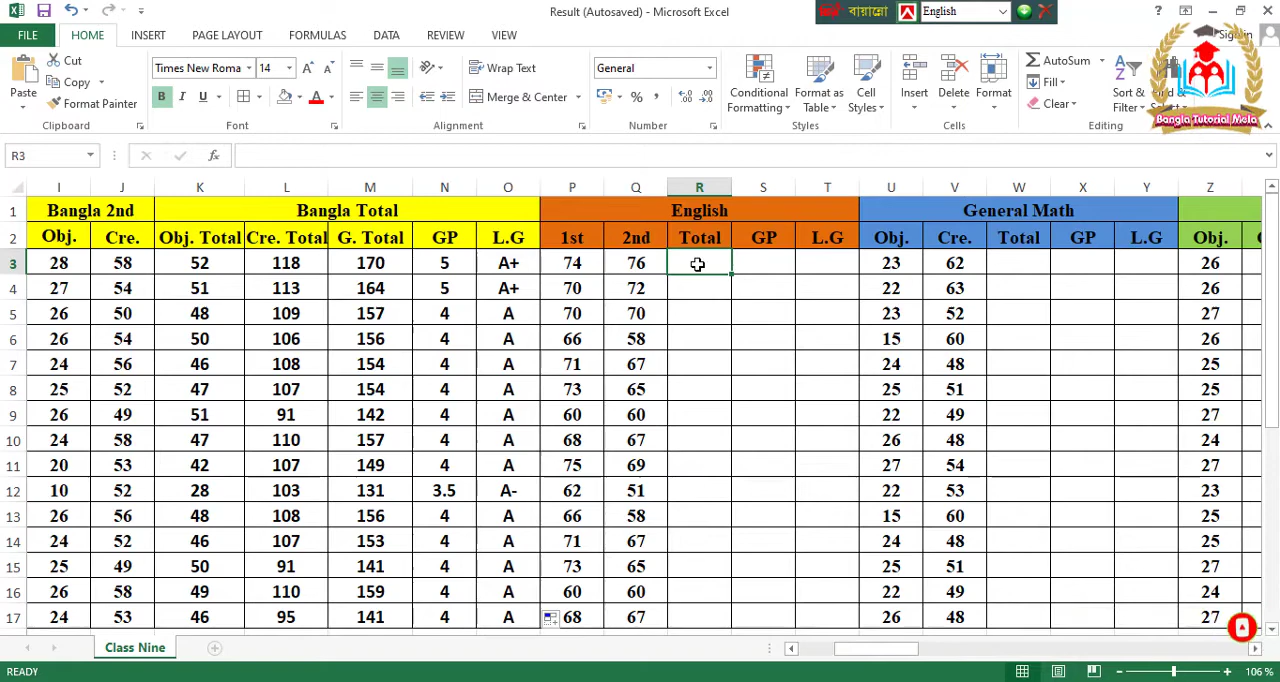 Result (Autosaved) - Microsoft Excel
বায়ান্নো English ?
FILE HOME INSERT PAGE LAYOUT FORMULAS DATA REVIEW VIEW Sign in
Paste Cut Copy Format Painter Clipboard
Times New Roma 14 B I U A Font
Wrap Text Merge & Center Alignment
General % , Number
Conditional Formatting Format as Table Cell Styles Styles
Insert Delete Format Cells
AutoSum Fill Clear Sort & Filter Editing
Bangla Tutorial Mela
R3 fx
I J K L M N O P Q R S T U V W X Y Z
1 Bangla 2nd Bangla Total English General Math
2 Obj. Cre. Obj. Total Cre. Total G. Total GP L.G 1st 2nd Total GP L.G Obj. Cre. Total GP L.G Obj.
3 28 58 52 118 170 5 A+ 74 76 23 62 26
4 27 54 51 113 164 5 A+ 70 72 22 63 26
5 26 50 48 109 157 4 A 70 70 23 52 27
6 26 54 50 106 156 4 A 66 58 15 60 26
7 24 56 46 108 154 4 A 71 67 24 48 25
8 25 52 47 107 154 4 A 73 65 25 51 25
9 26 49 51 91 142 4 A 60 60 22 49 27
10 24 58 47 110 157 4 A 68 67 26 48 24
11 20 53 42 107 149 4 A 75 69 27 54 27
12 10 52 28 103 131 3.5 A- 62 51 22 53 23
13 26 56 48 108 156 4 A 66 58 15 60 25
14 24 52 46 107 153 4 A 71 67 24 48 25
15 25 49 50 91 141 4 A 73 65 25 51 27
16 26 58 49 110 159 4 A 60 60 22 49 24
17 24 53 46 95 141 4 A 68 67 26 48 27
Class Nine
READY 106 %